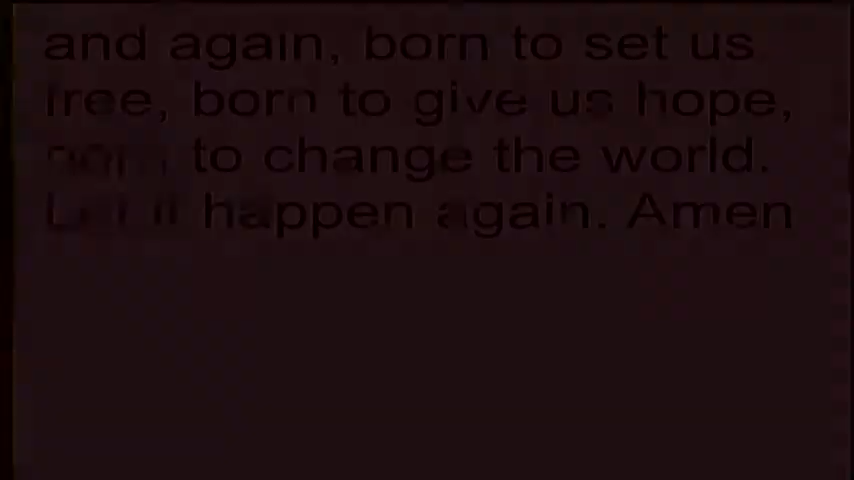 and again, born to set us
free, born to give us hope,
born to change the world.
Let it happen again. Amen